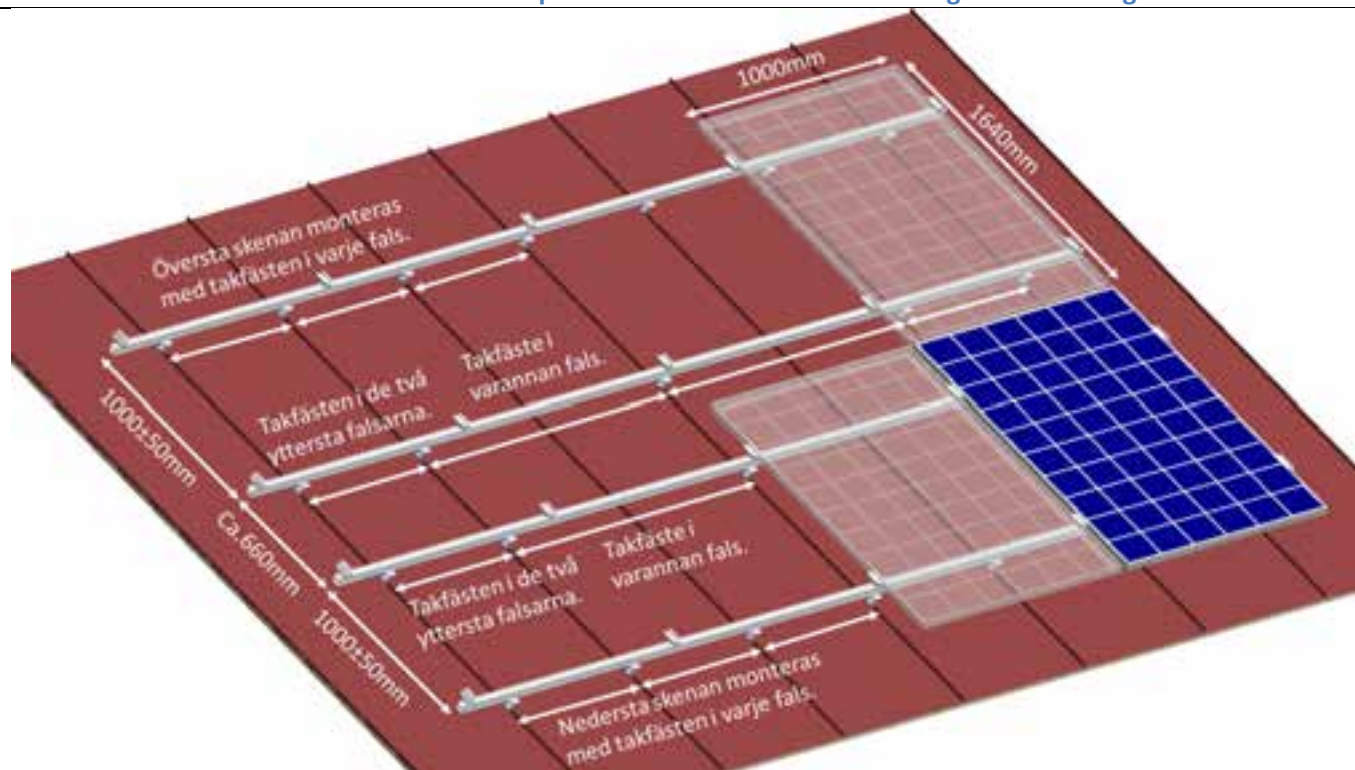 1000mm
1640mm
Översta skenan monteras
med takfästen i varje fals.
1000±50mm
Takfästen i de två
yttersta falsarna.
Takfäste i
varannan fals.
Ca.660mm
Takfästen i de två
yttersta falsarna.
Takfäste i
varannan fals.
1000±50mm
Nedersta skenan monteras
med takfästen i varje fals.